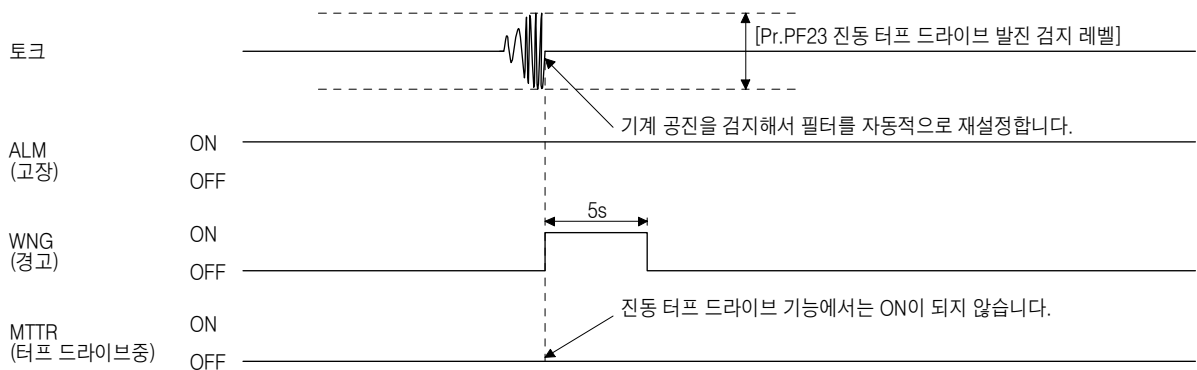 [Pr.PF23 진동 터프 드라이브 발진 검지 레벨]
토크
기계 공진을 검지해서 필터를 자동적으로 재설정합니다.
ALM
(고장)
ON
OFF
5s
WNG
(경고)
ON
OFF
진동 터프 드라이브 기능에서는 ON이 되지 않습니다.
MTTR
(터프 드라이브중)
ON
OFF